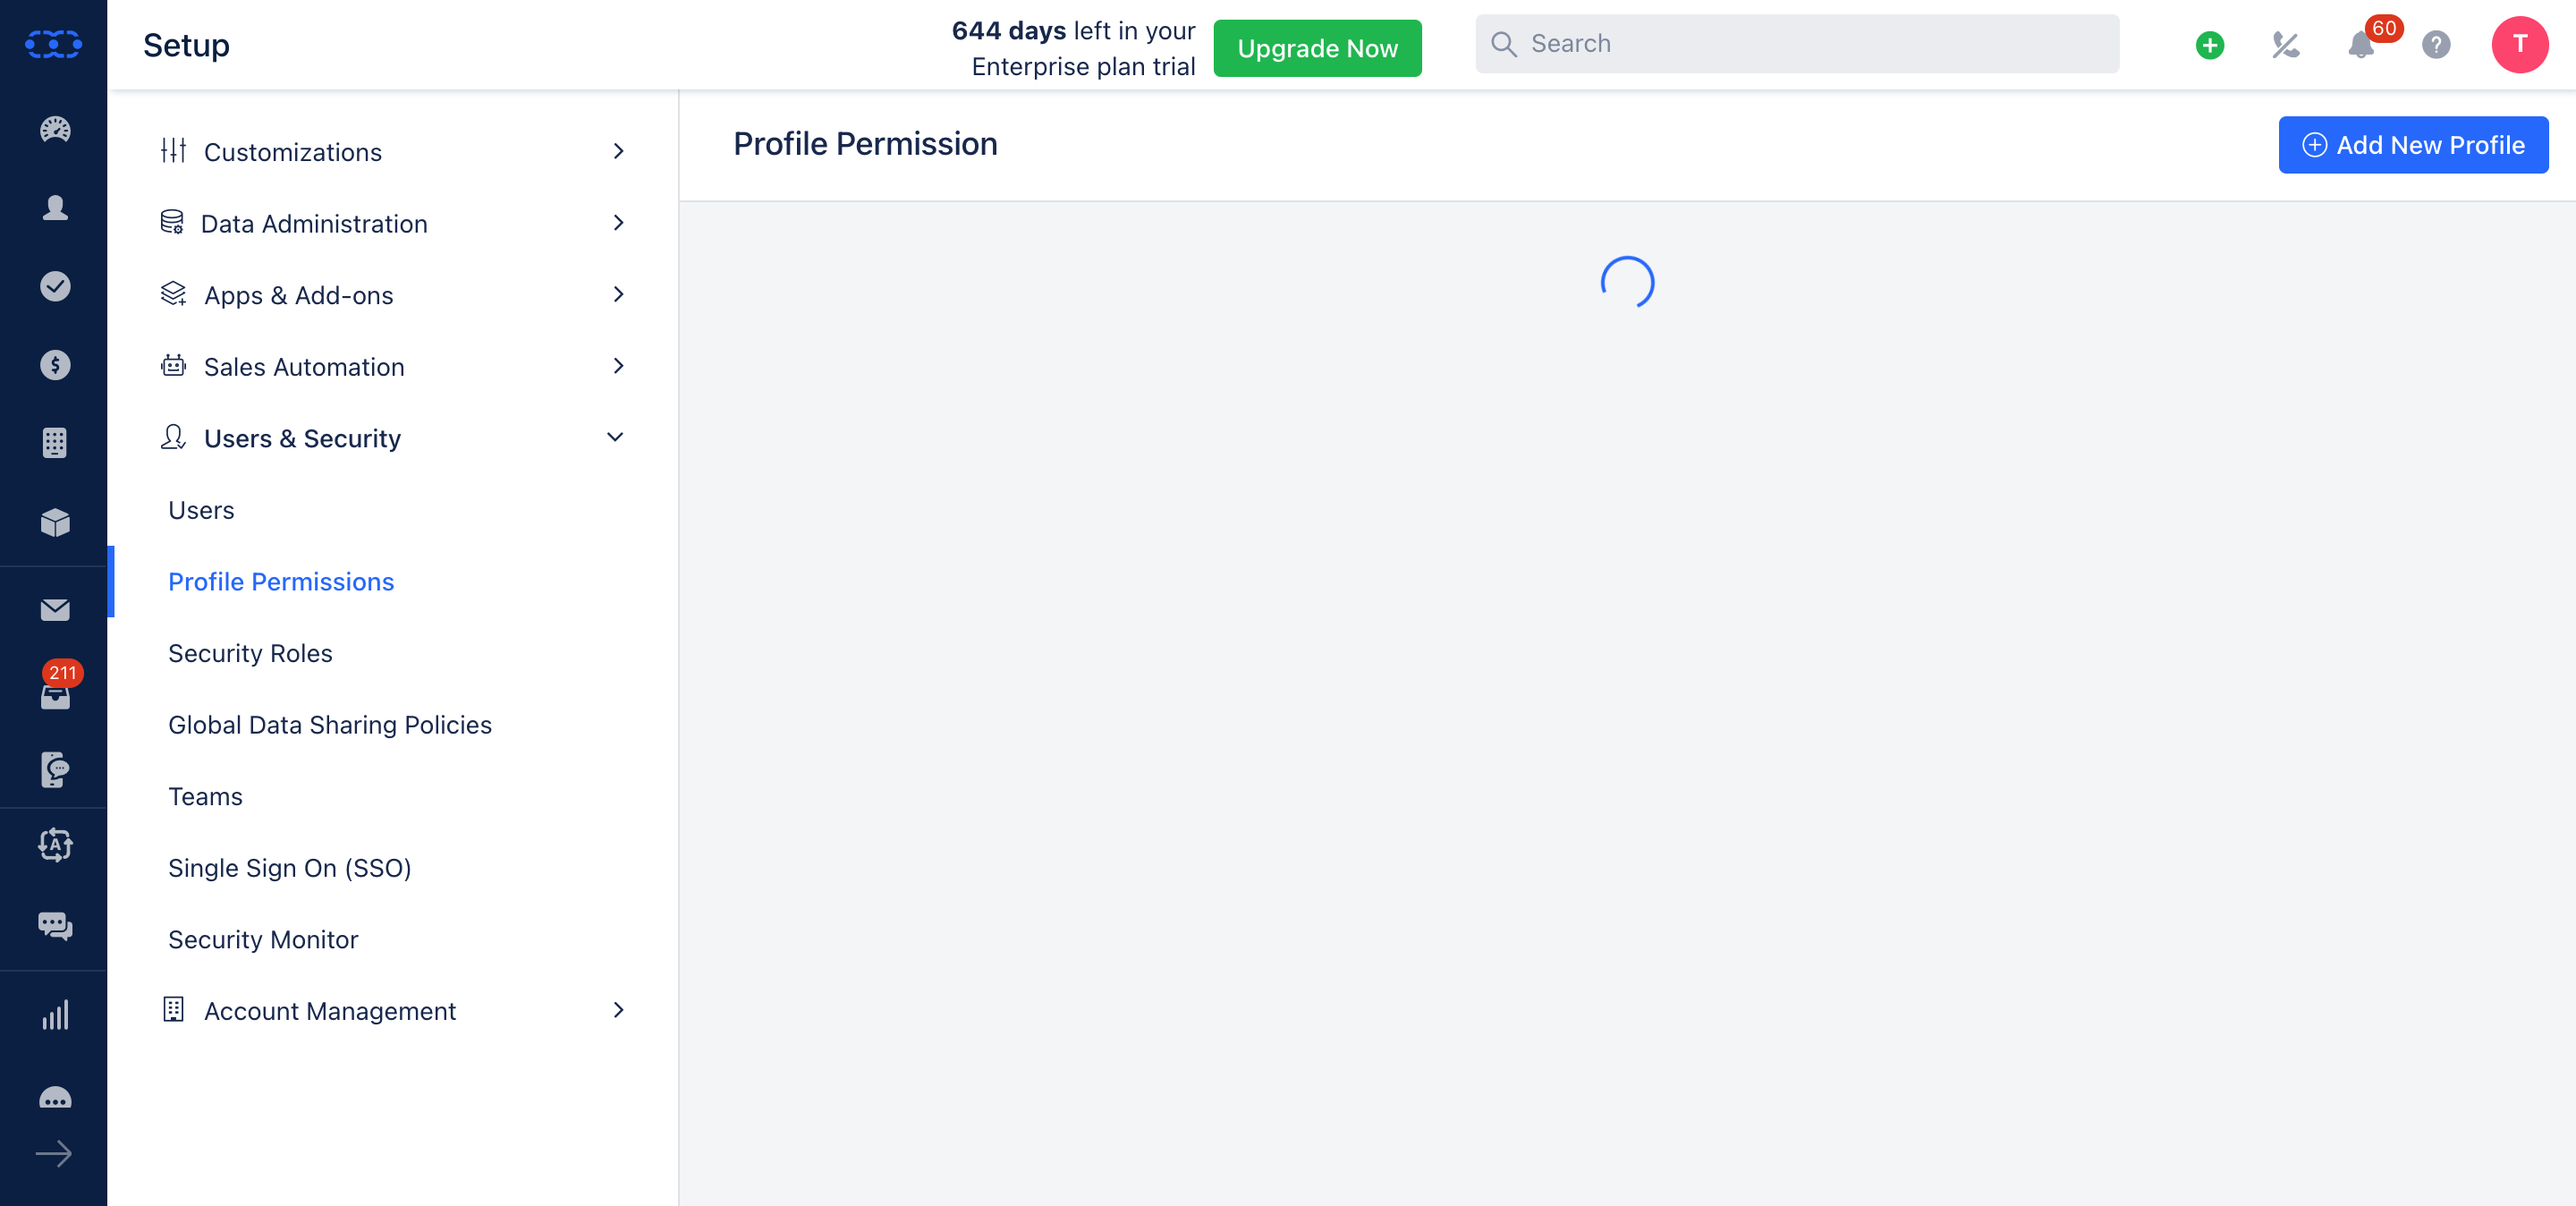 Setup
644 days left in your
Enterprise plan trial
Upgrade Now
Search
60
?
T
$
211
A
Customizations
Data Administration
Apps & Add-ons
Sales Automation
Users & Security
Users
Profile Permissions
Security Roles
Global Data Sharing Policies
Teams
Single Sign On (SSO)
Security Monitor
Account Management
Profile Permission
Add New Profile